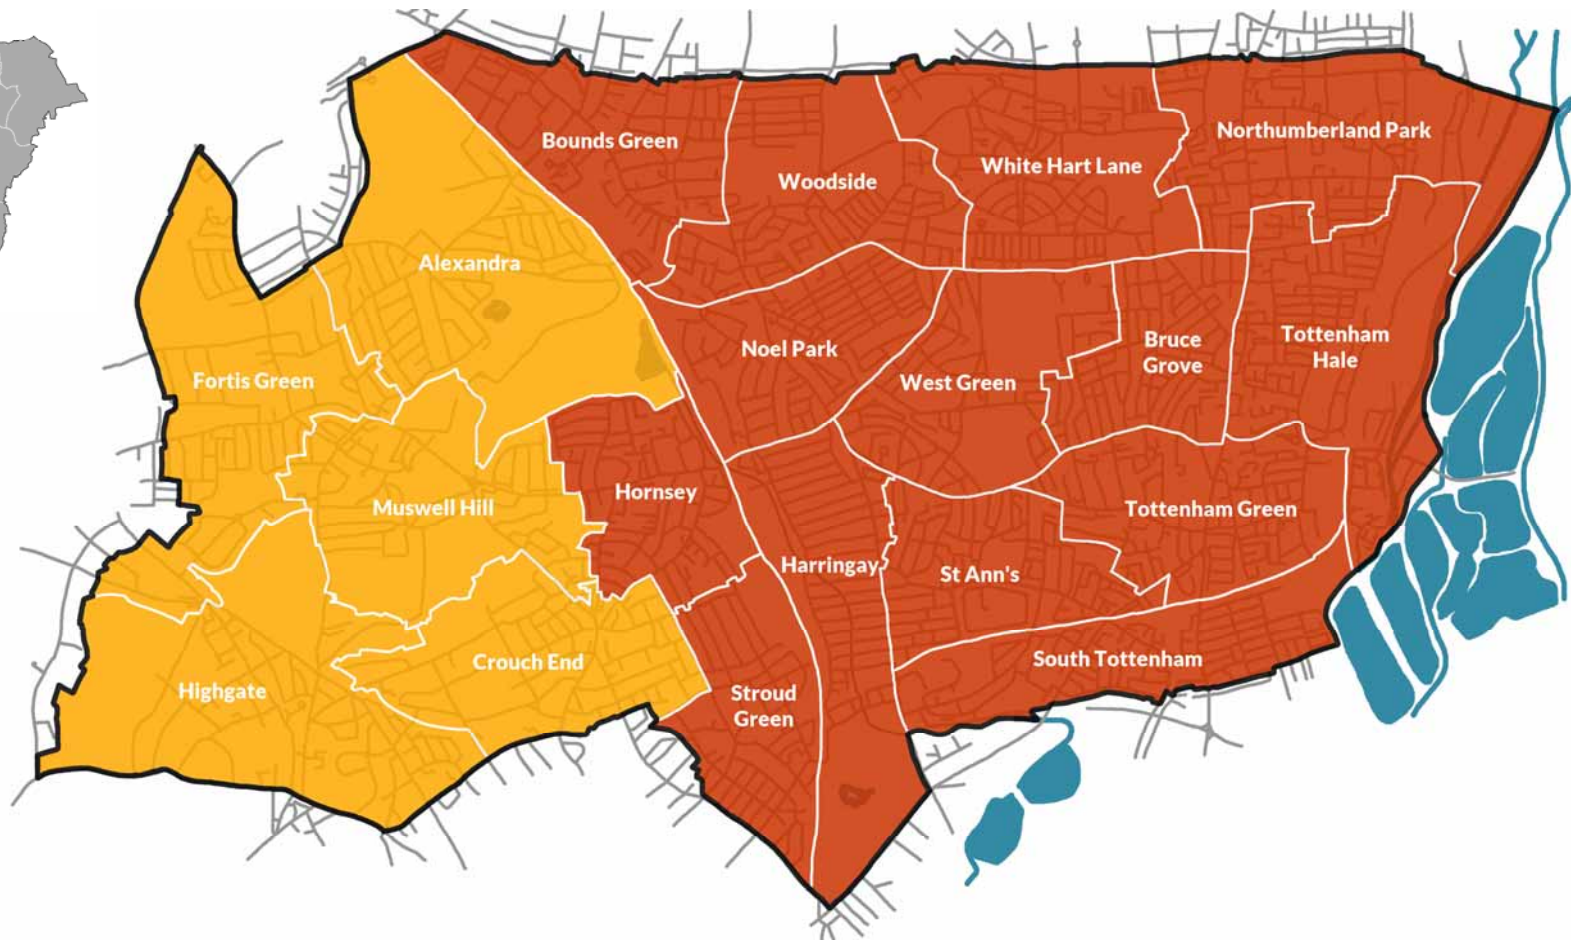 Bounds Green
Northumberland Park
White Hart Lane
Woodside
Alexandra
Noel Park
Bruce
Grove
Tottenham
Hale
Fortis Green
West Green
Hornsey
Muswell Hill
Tottenham Green
Harringay
St Ann's
Crouch End
South Tottenham
Highgate
Stroud
Green